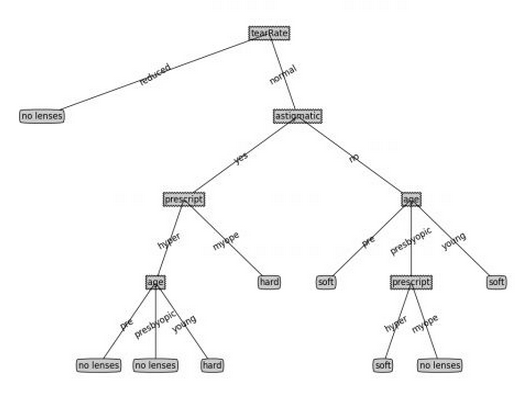 tearRate
reduced
normal
no lenses
astigmatic
yes
no
prescript
age
hyper
myope
pre
presbyopic
young
age
hard
soft
prescript
soft
pre
presbyopic
young
hyper
myope
no lenses
no lenses
hard
soft
no lenses